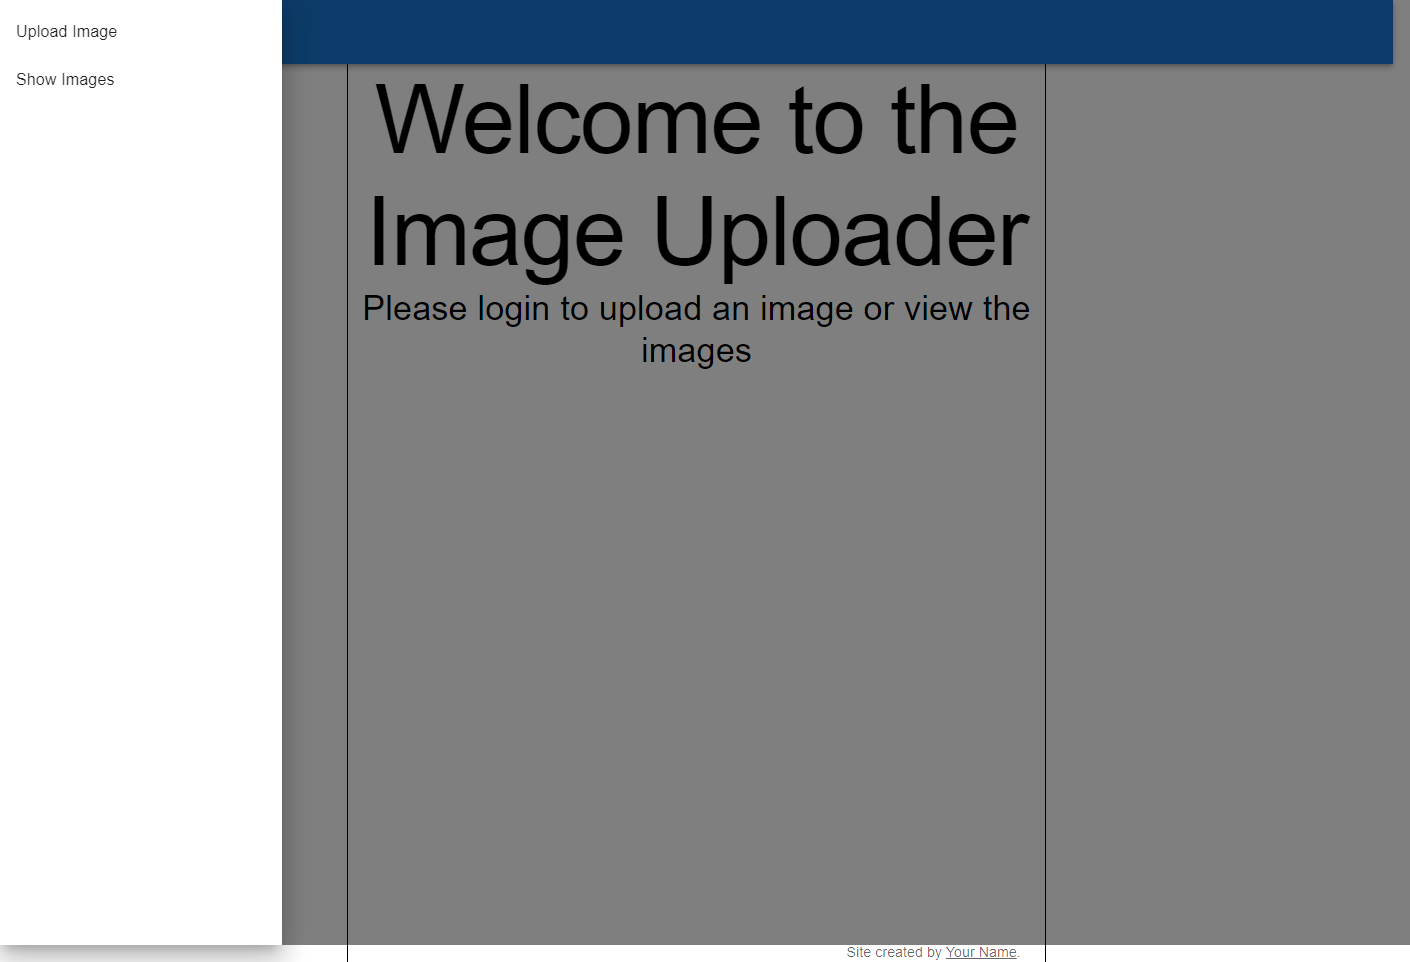 Upload Image
Show Images
Welcome to the
Image Uploader
Please login to upload an image or view the
images
Site created by Your Name.